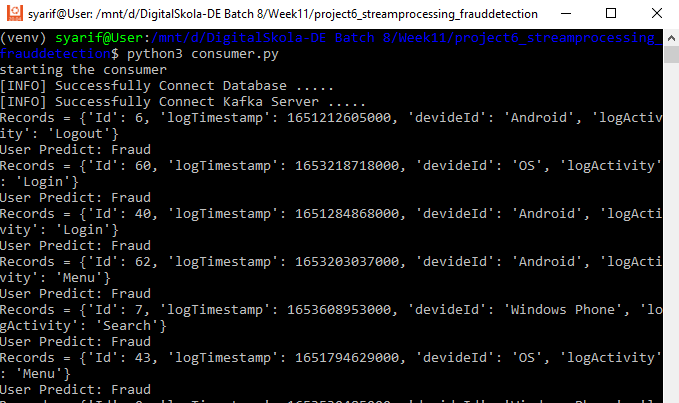 syarif@User: /mnt/d/DigitalSkola-DE Batch 8/Week11/project6_streamprocessing_frauddetection
(venv) syarif@User:/mnt/d/DigitalSkola-DE Batch 8/Week11/project6_streamprocessing_
frauddetection$ python3 consumer.py
starting the consumer
[INFO] Successfully Connect Database .....
[INFO] Successfully Connect Kafka Server .....
Records = {'Id': 6, 'logTimestamp': 1651212605000, 'devideId': 'Android', 'logActiv
ity': 'Logout'}
User Predict: Fraud
Records = {'Id': 60, 'logTimestamp': 1653218718000, 'devideId': 'OS', 'logActivity'
: 'Login'}
User Predict: Fraud
Records = {'Id': 40, 'logTimestamp': 1651284868000, 'devideId': 'Android', 'logActi
vity': 'Login'}
User Predict: Fraud
Records = {'Id': 62, 'logTimestamp': 1653203037000, 'devideId': 'Android', 'logActi
vity': 'Menu'}
User Predict: Fraud
Records = {'Id': 7, 'logTimestamp': 1653608953000, 'devideId': 'Windows Phone', 'lo
gActivity': 'Search'}
User Predict: Fraud
Records = {'Id': 43, 'logTimestamp': 1651794629000, 'devideId': 'OS', 'logActivity'
: 'Menu'}
User Predict: Fraud